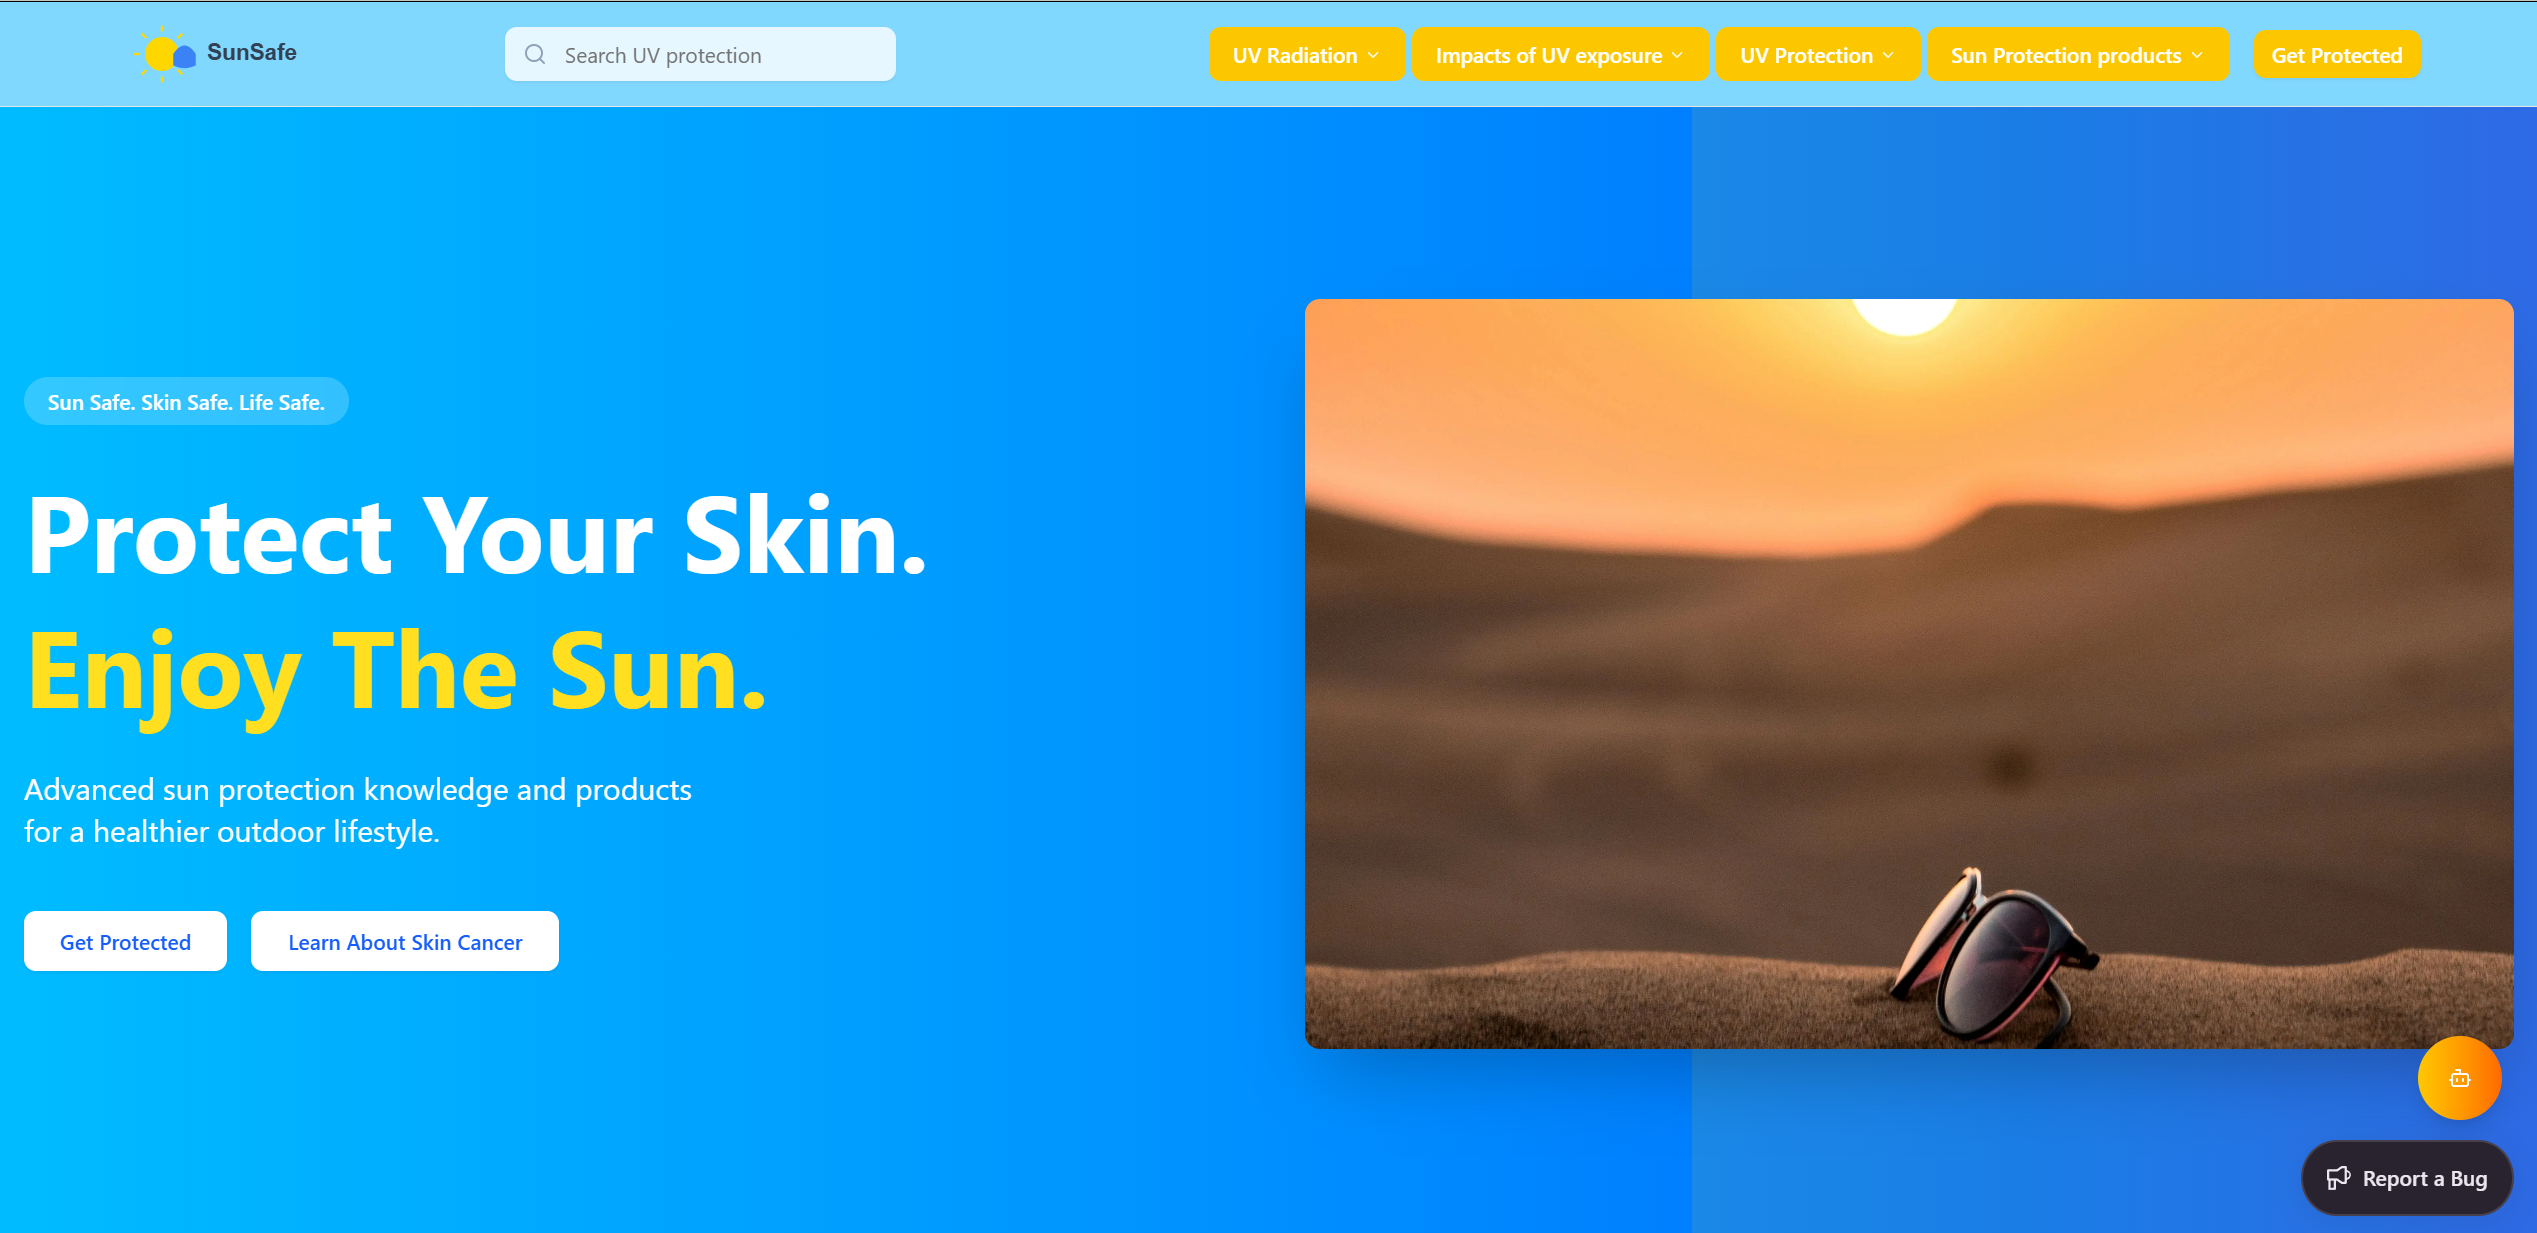 SunSafe
Search UV protection
UV Radiation
Impacts of UV exposure
UV Protection
Sun Protection products
Get Protected
Sun Safe. Skin Safe. Life Safe.
Protect Your Skin.
Enjoy The Sun.
Advanced sun protection knowledge and products
for a healthier outdoor lifestyle.
Get Protected
Learn About Skin Cancer
Report a Bug